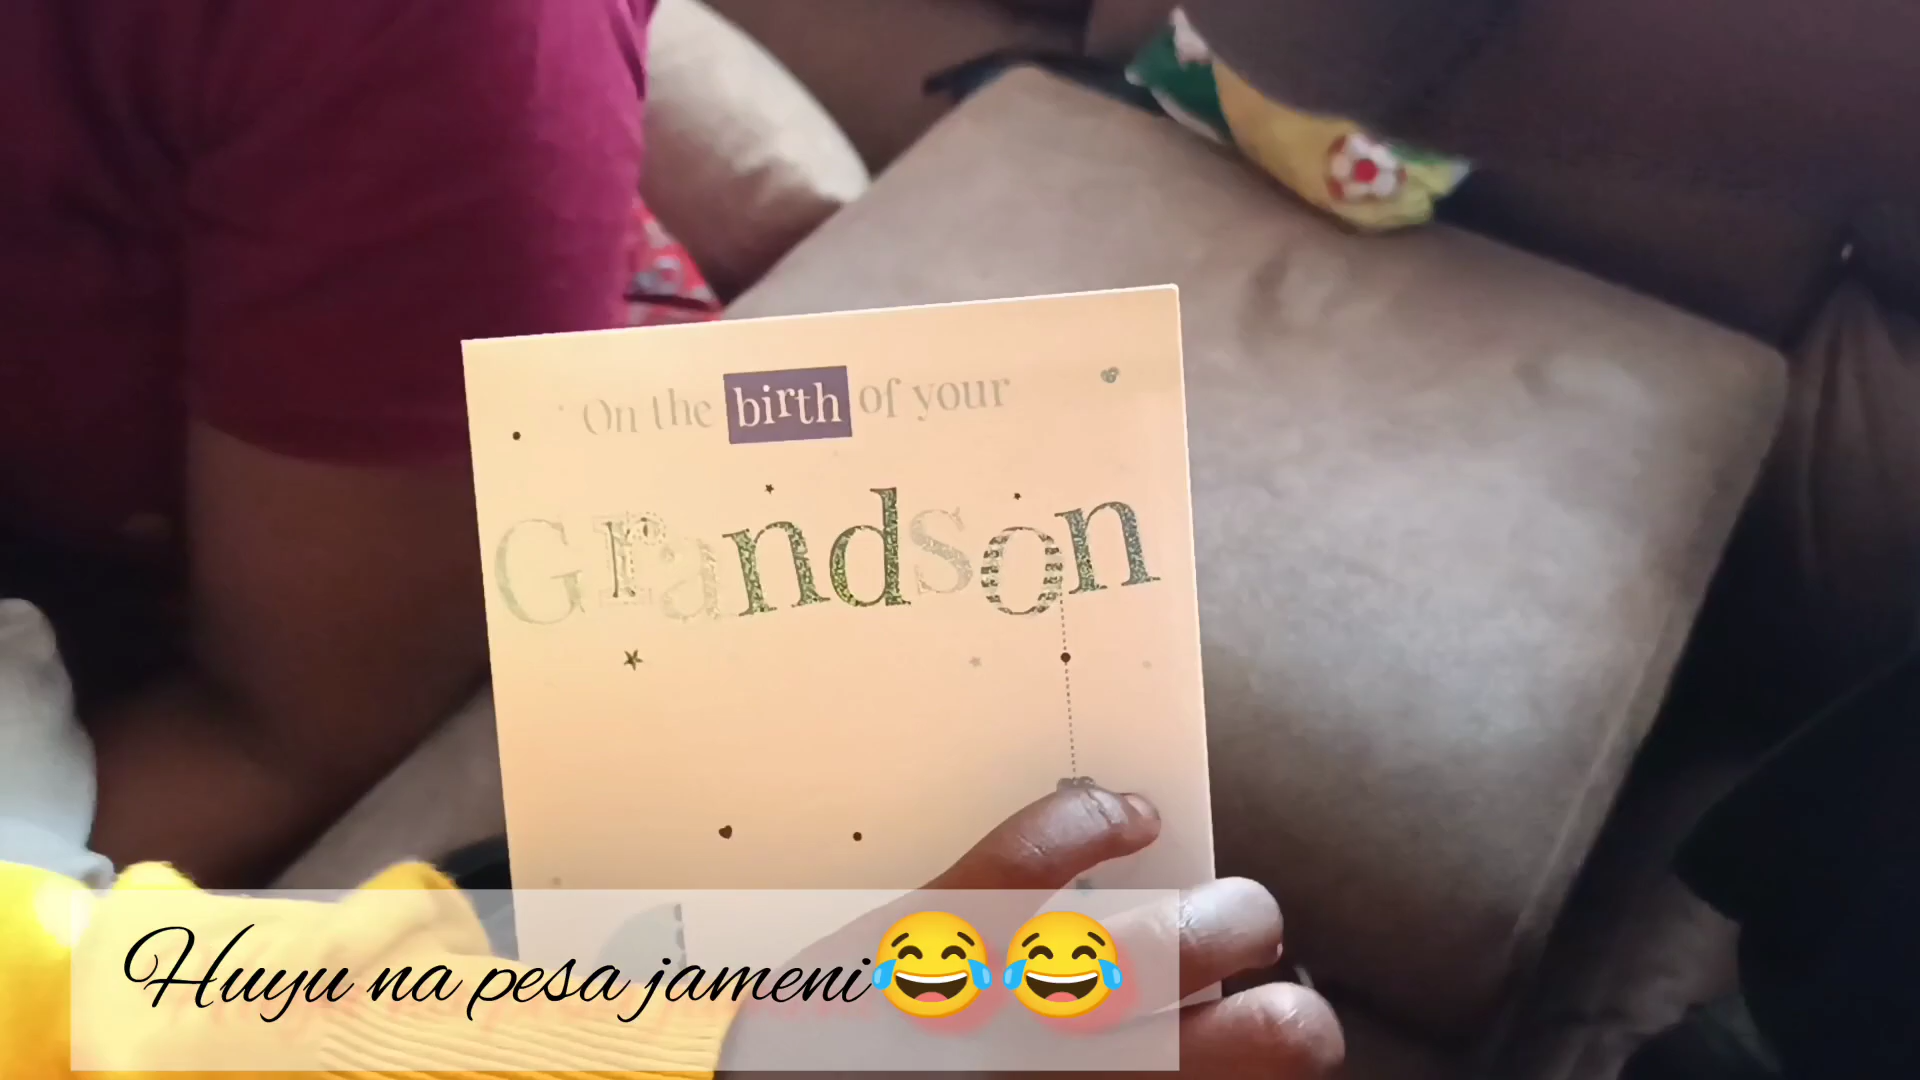 On the birth of your
Grandson
Huyu na pesa jameni😂😂